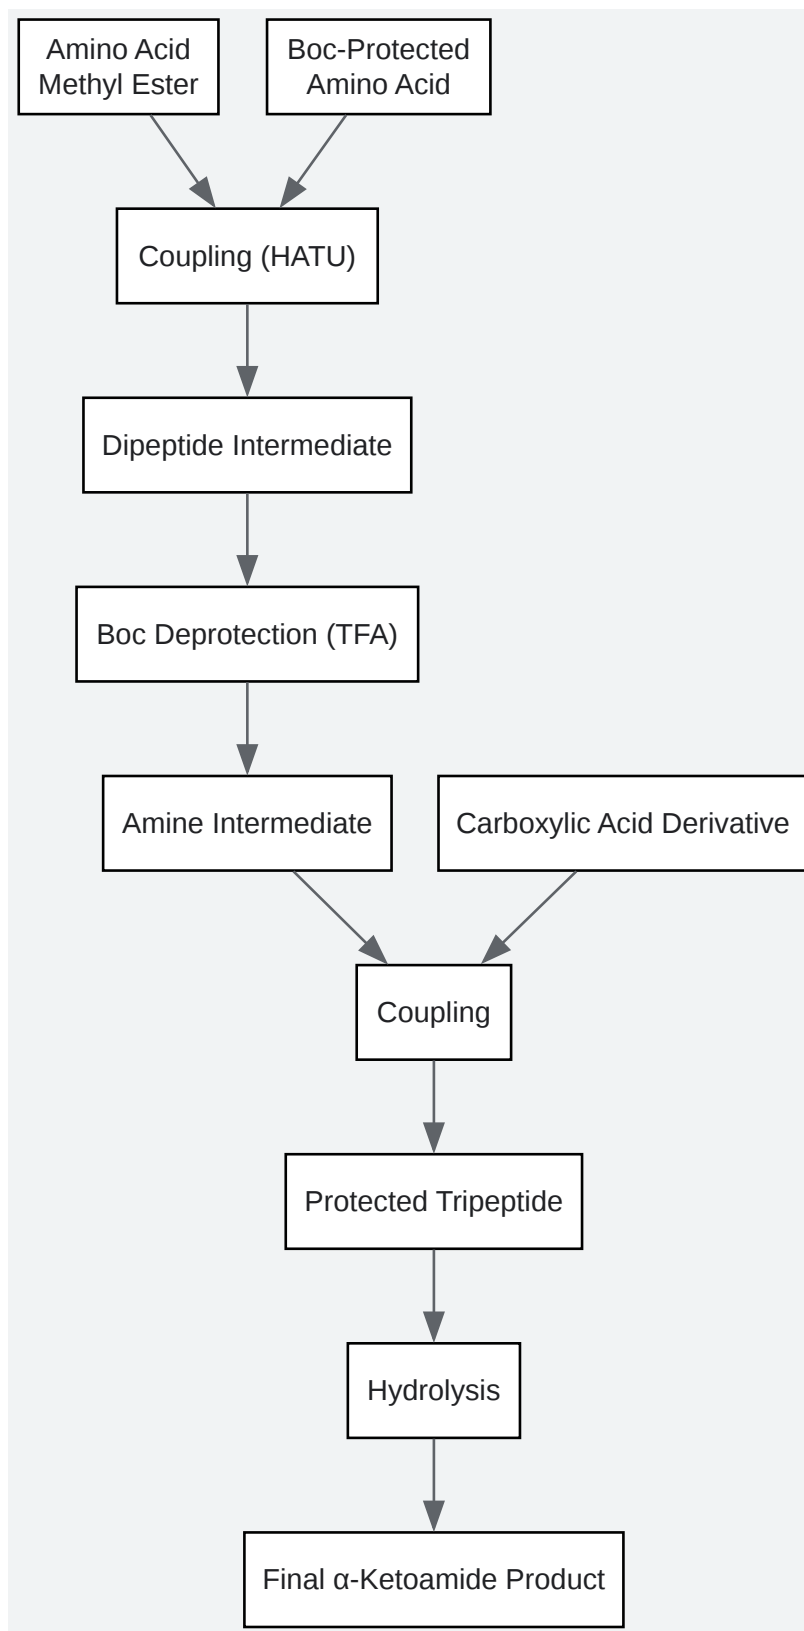 Amino Acid
Methyl Ester
Boc-Protected
Amino Acid
Coupling (HATU)
Dipeptide Intermediate
Boc Deprotection (TFA)
Amine Intermediate
Carboxylic Acid Derivative
Coupling
Protected Tripeptide
Hydrolysis
Final α-Ketoamide Product